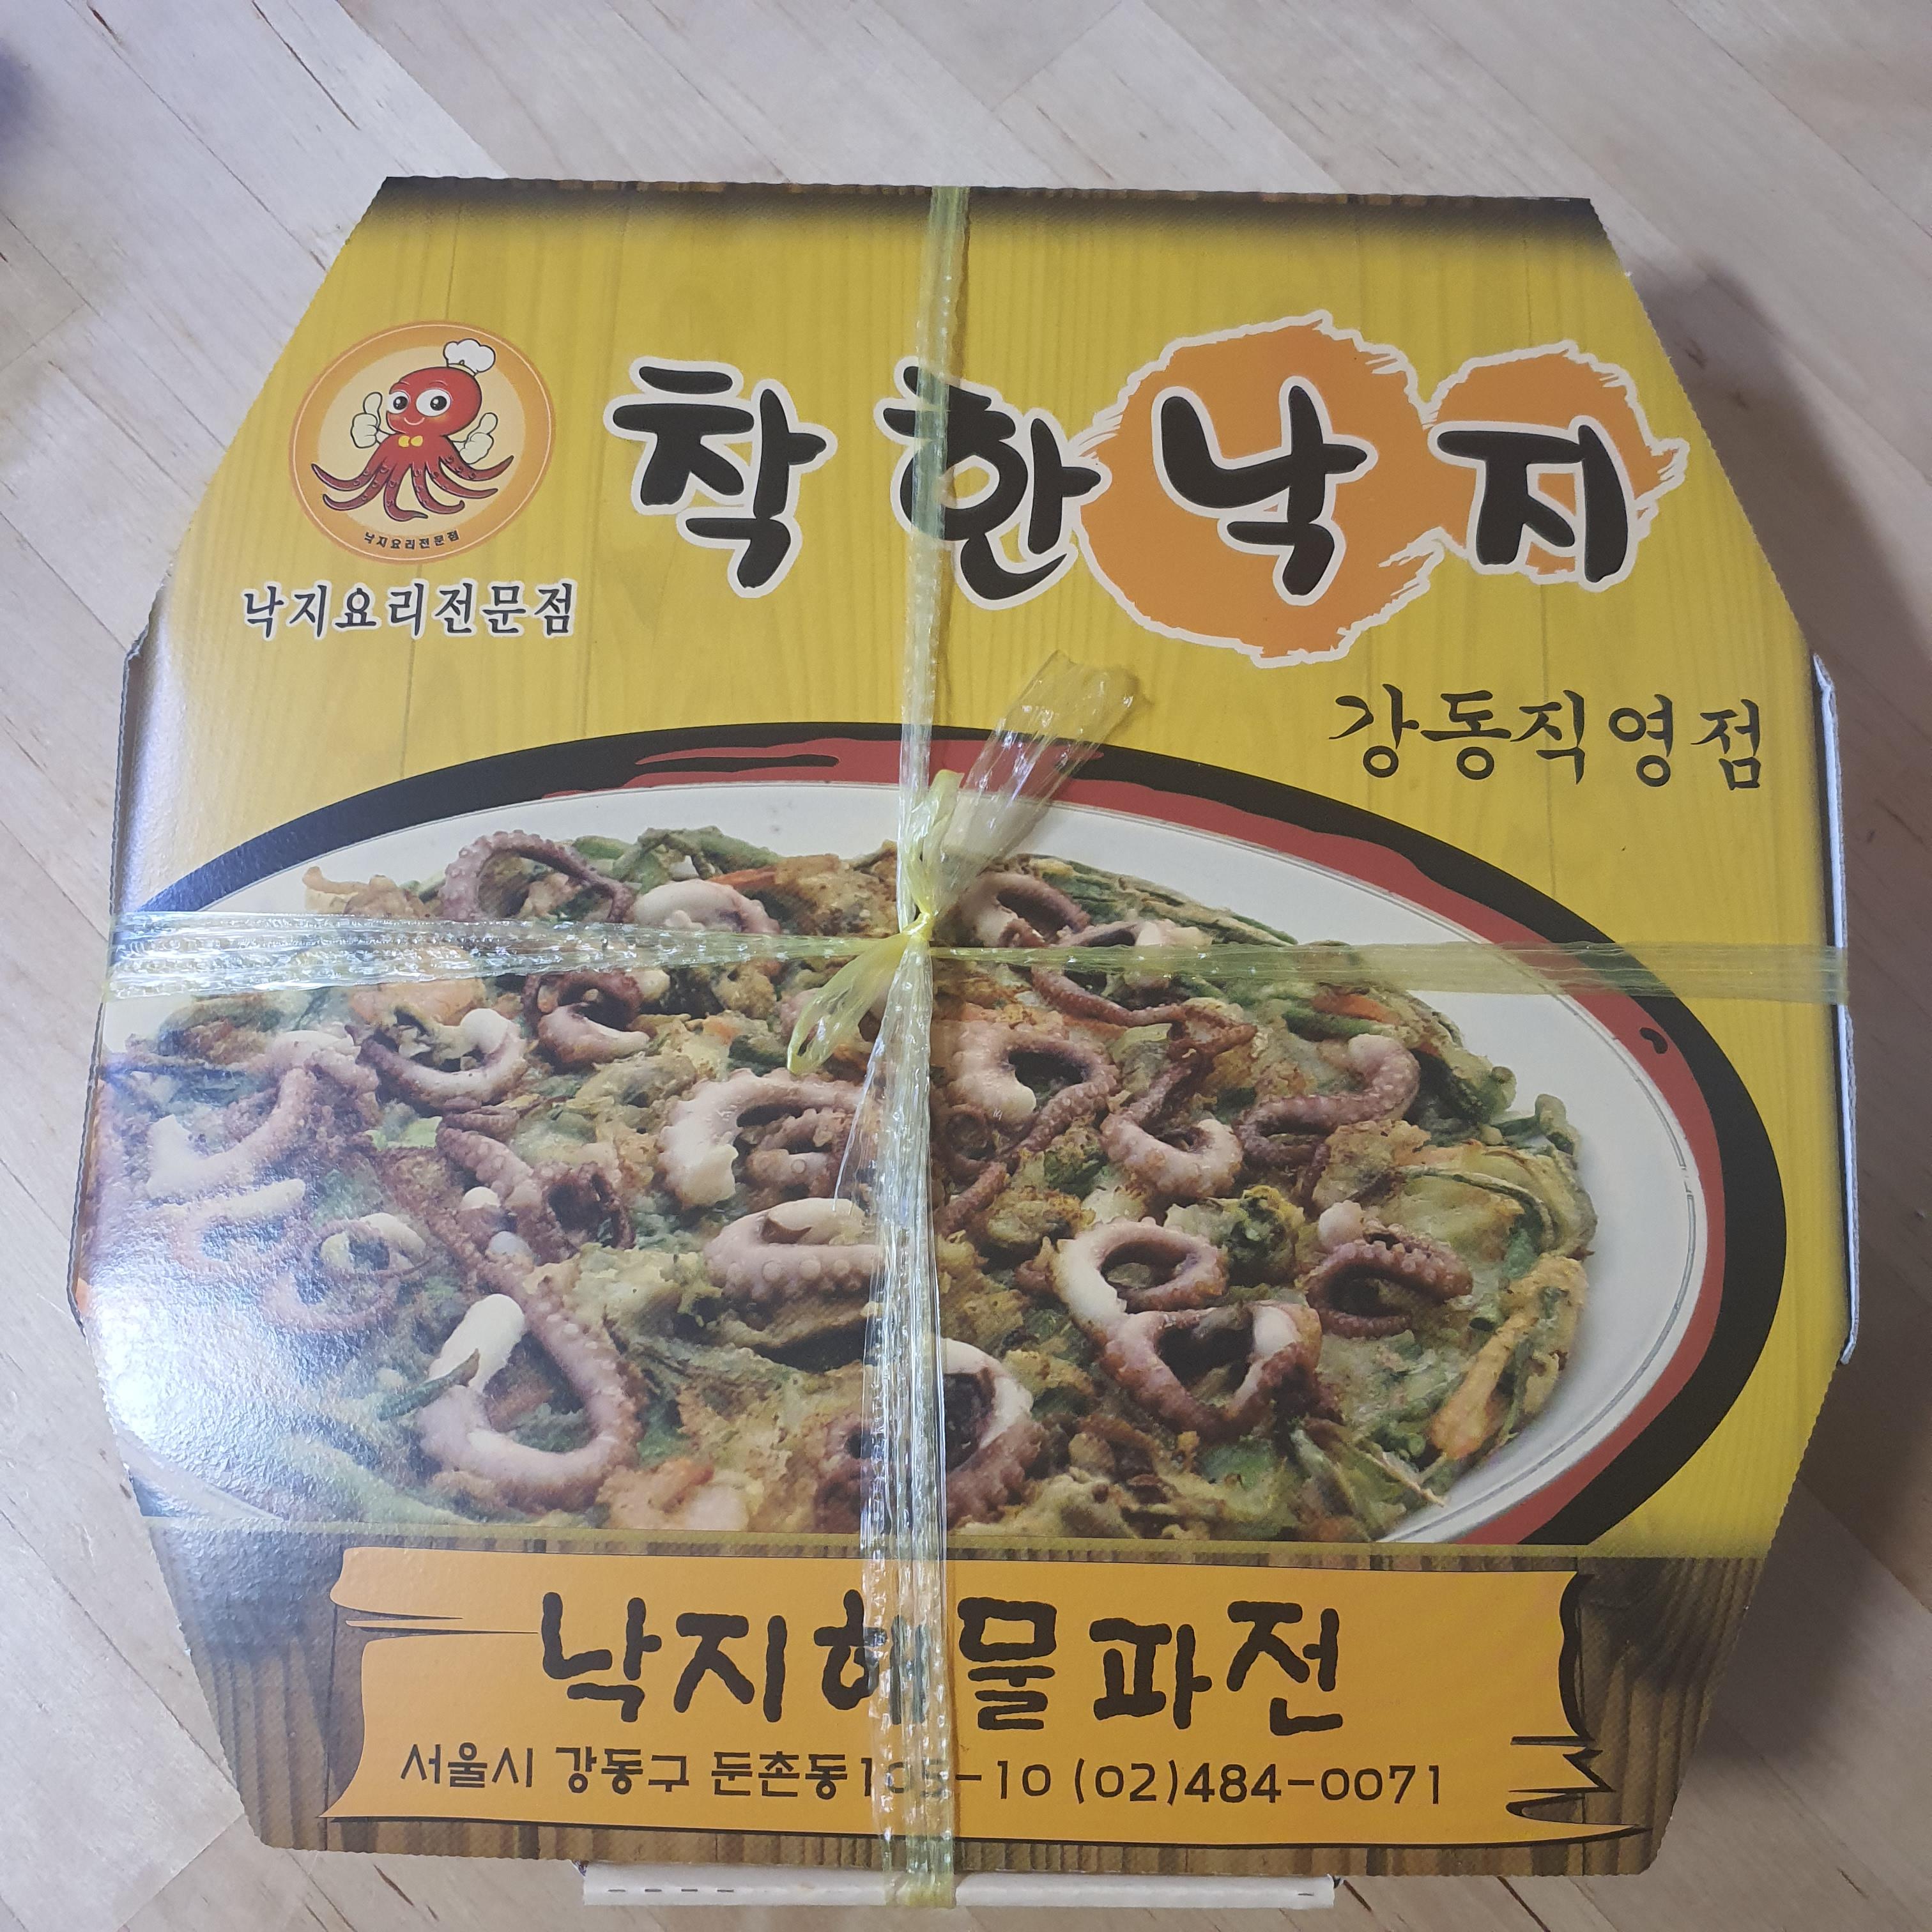 착한낙지
낙지요리전문점
낙지요리전문점
강동직영점
낙지해물파전
서울시 강동구 둔촌동 105-10 (02)484-0071